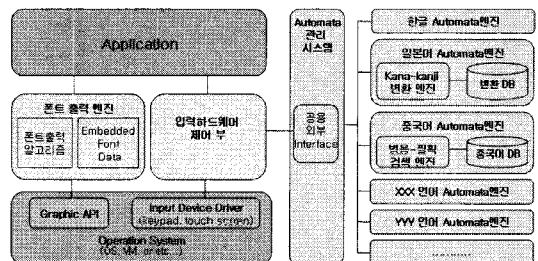 Application
폰트 출력 엔진
폰트출력
알고리즘
Embedded
Font
Data
입력하드웨어
제어 부
Graphic API
Input Device Driver
(Keypad, touch screen)
Operation System
(OS, VM, or etc...)
Automata
관리
시스템
공용
외부
Interface
한글 Automata엔진
일본어 Automata엔진
Kana-kanji
변환 엔진
변환 DB
중국어 Automata엔진
병음-필획
검색 엔진
중국어 DB
XXX 언어 Automata엔진
YYY 언어 Automata엔진
............